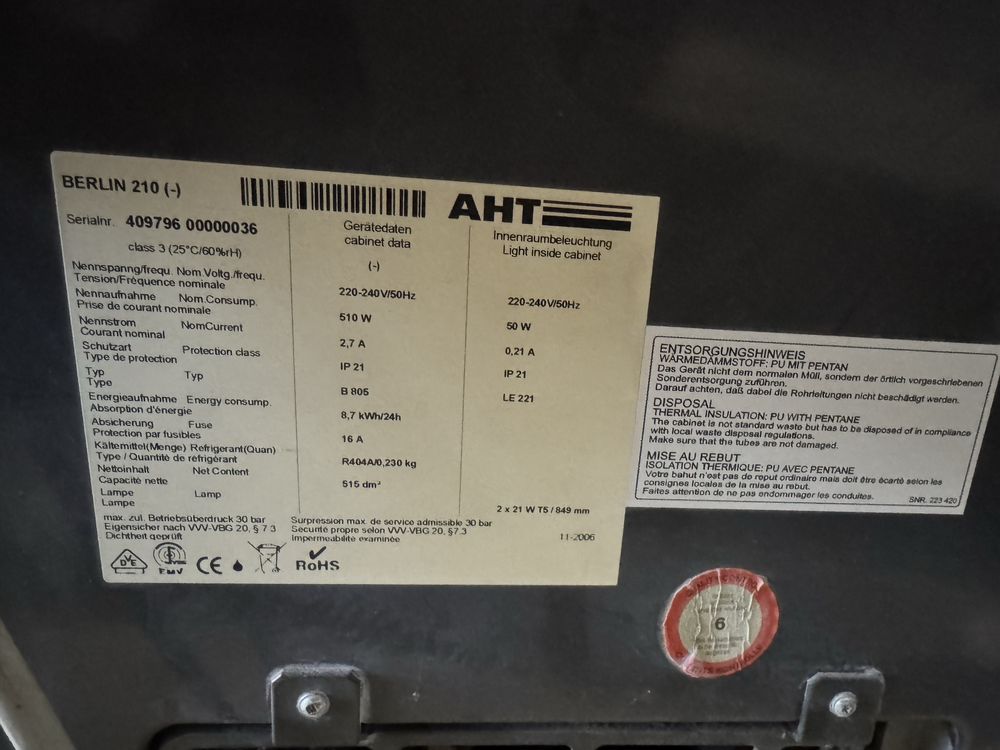 BERLIN 210 (-)
AHT
Serialnr. 409796 00000036
class 3 (25°C/60%rH)
Gerätedaten
cabinet data
(-)
Innenraumbeleuchtung
Light inside cabinet
Nennspanng/frequ. Nom.Voltg./frequ.
Tension/Fréquence nominale
220-240V/50Hz
220-240V/50Hz
Nennaufnahme Nom.Consump.
Prise de courant nominale
510 W
50 W
Nennstrom NomCurrent
Courant nominal
2,7 A
0,21 A
Schutzart Protection class
Type de protection
IP 21
IP 21
Typ Typ
Type
B 805
LE 221
Energieaufnahme Energy consump.
Absorption d'énergie
8,7 kWh/24h
Absicherung Fuse
Protection par fusibles
16 A
Kältemittel(Menge) Refrigerant(Quan)
Type / Quantité de réfrigérant
R404A/0,230 kg
Nettoinhalt Net Content
Capacité nette
515 dm³
Lampe Lamp
Lampe
2 x 21 W T5 / 849 mm
max. zul. Betriebsüberdruck 30 bar
Eigensicher nach VVV-VBG 20, § 7.3
Dichtheit geprüft
Surpression max. de service admissible 30 bar
Securité propre selon VVV-VBG 20, §7.3
Impermeabilité examinée
11-2006
VDE
EMV
CE
RoHS
ENTSORGUNGSHINWEIS
WÄRMEDÄMMSTOFF: PU MIT PENTAN
Das Gerät nicht dem normalen Müll, sondern der örtlich vorgeschriebenen
Sonderentsorgung zuführen.
Darauf achten, daß dabei die Rohrleitungen nicht beschädigt werden.
DISPOSAL
THERMAL INSULATION: PU WITH PENTANE
The cabinet is not standard waste but has to be disposed of in compliance
with local waste disposal regulations.
Make sure that the tubes are not damaged.
MISE AU REBUT
ISOLATION THERMIQUE: PU AVEC PENTANE
Votre bahut n'est pas de reput ordinaire mais doit être écarté selon les
consignes locales de la mise au rebut.
Faites attention de ne pas endommager les conduites.
SNR. 223 420
QUALITY CONTROL
6